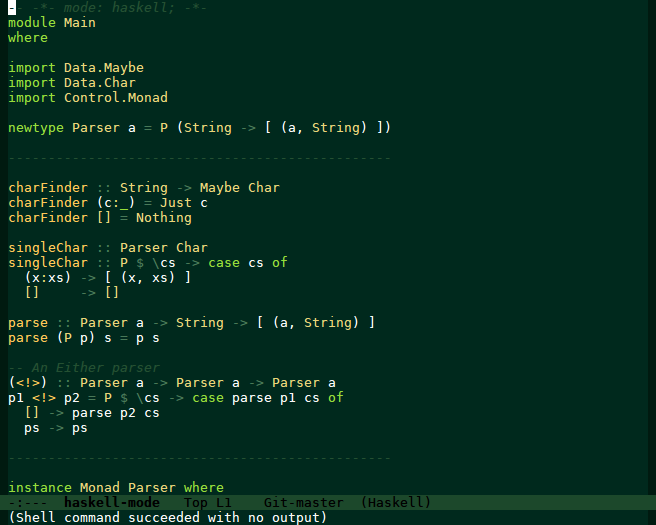 -- -*- mode: haskell; -*-
module Main
where
import Data.Maybe
import Data.Char
import Control.Monad
newtype Parser a = P (String -> [ (a, String) ])
------------------------------------------------
charFinder :: String -> Maybe Char
charFinder (c:_) = Just c
charFinder [] = Nothing
singleChar :: Parser Char
singleChar :: P $ \cs -> case cs of
  (x:xs) -> [ (x, xs) ]
  []     -> []
parse :: Parser a -> String -> [ (a, String) ]
parse (P p) s = p s
-- An Either parser
(<!>) :: Parser a -> Parser a -> Parser a
p1 <!> p2 = P $ \cs -> case parse p1 cs of
  [] -> parse p2 cs
  ps -> ps
------------------------------------------------
instance Monad Parser where
-:---  haskell-mode   Top L1    Git-master  (Haskell)
(Shell command succeeded with no output)